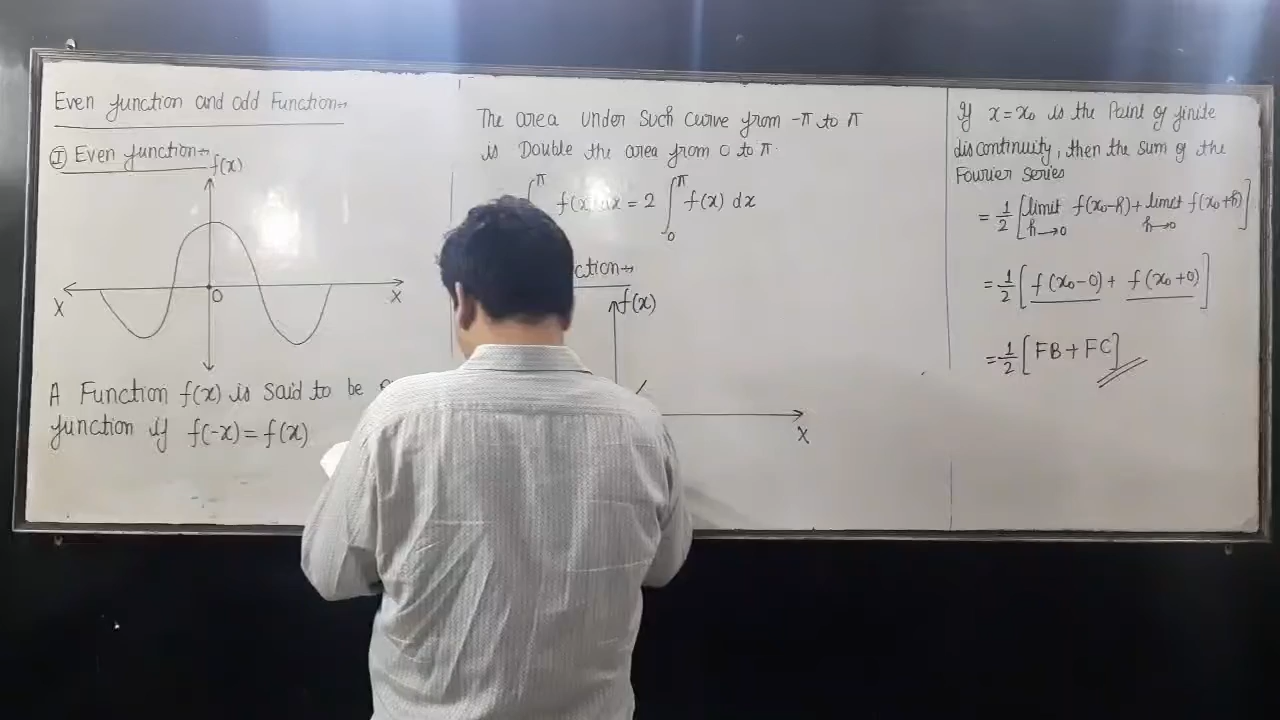 Even function and odd Function→
Ⓘ Even function→
f(x)
X
O
X
A Function f(x) is said to be
function if f(-x) = f(x)
The area under such curve from -π to π
is Double the area from 0 to π.
∫ π f(x) dx = 2 ∫ π 0 f(x) dx
ction→
f(x)
X
If x = x₀ is the Point of finite
discontinuity, then the sum of the
Fourier series
= 1/2 [ limit h→0 f(x₀-h) + limit h→0 f(x₀+h) ]
= 1/2 [ f(x₀-0) + f(x₀+0) ]
= 1/2 [ FB + FC ]